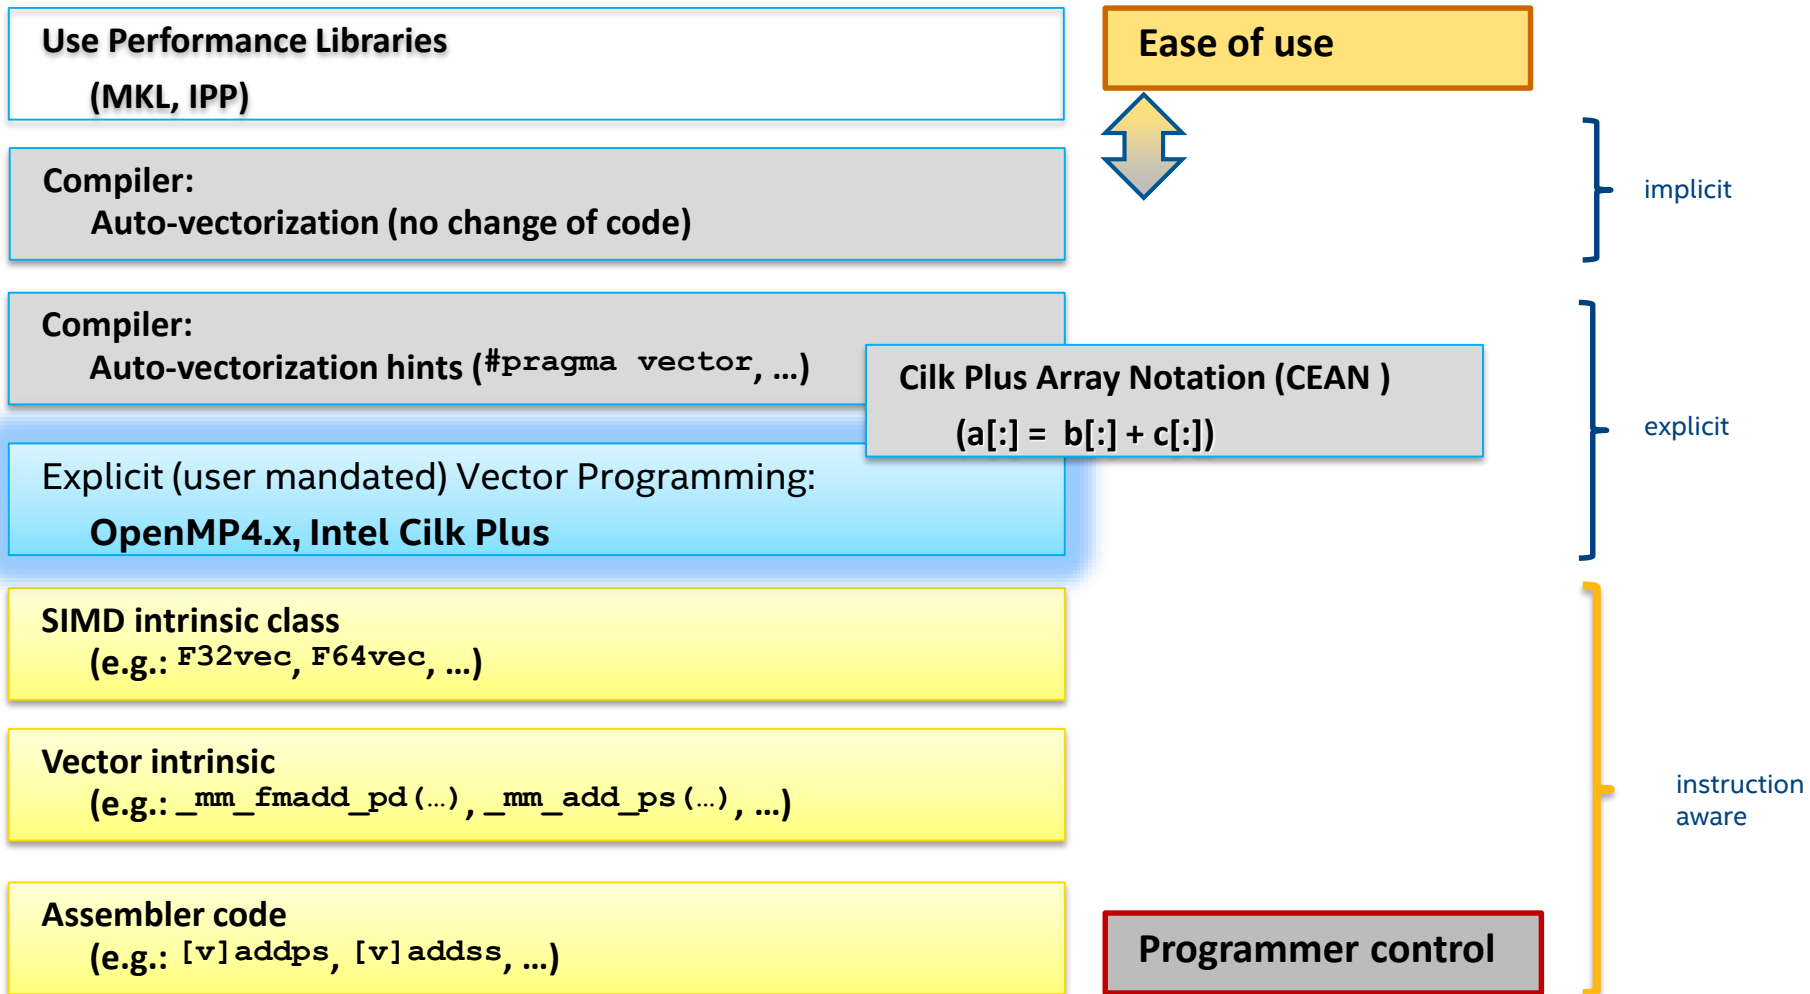 Use Performance Libraries
(MKL, IPP)
Ease of use
Compiler:
Auto-vectorization (no change of code)
implicit
Compiler:
Auto-vectorization hints (#pragma vector, …)
Cilk Plus Array Notation (CEAN )
(a[:] = b[:] + c[:])
explicit
Explicit (user mandated) Vector Programming:
OpenMP4.x, Intel Cilk Plus
SIMD intrinsic class
(e.g.: F32vec, F64vec, …)
Vector intrinsic
(e.g.: _mm_fmadd_pd(…), _mm_add_ps(…), …)
instruction
aware
Assembler code
(e.g.: [v]addps, [v]addss, …)
Programmer control